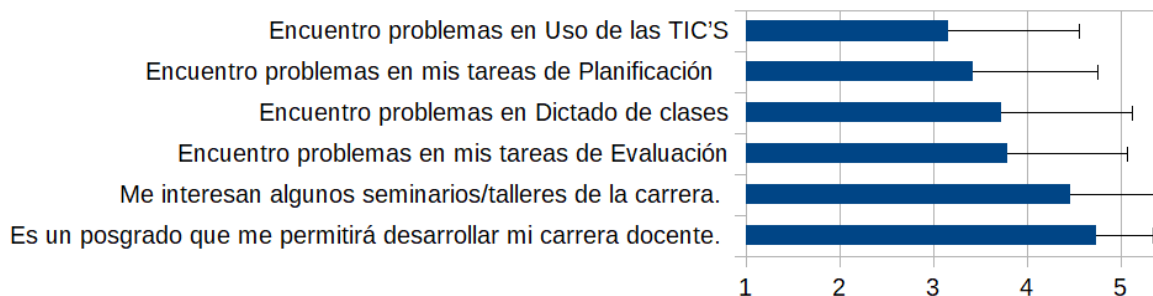 Encuentro problemas en Uso de las TIC'S
Encuentro problemas en mis tareas de Planificación
Encuentro problemas en Dictado de clases
Encuentro problemas en mis tareas de Evaluación
Me interesan algunos seminarios/talleres de la carrera.
Es un posgrado que me permitirá desarrollar mi carrera docente.
1 2 3 4 5